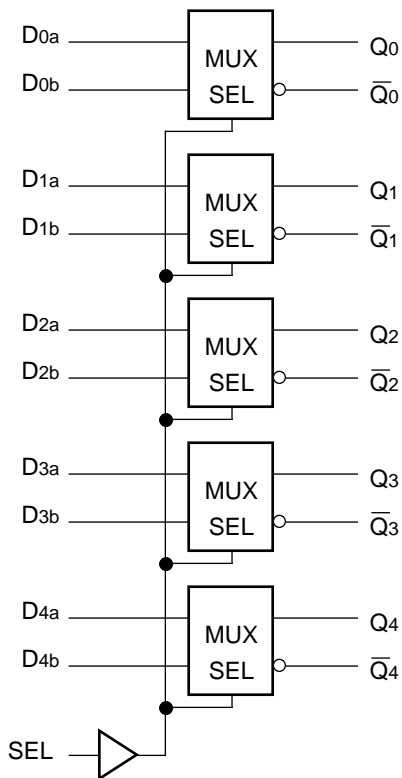 D0a MUX Q0
D0b SEL Q̅0
D1a MUX Q1
D1b SEL Q̅1
D2a MUX Q2
D2b SEL Q̅2
D3a MUX Q3
D3b SEL Q̅3
D4a MUX Q4
D4b SEL Q̅4
SEL